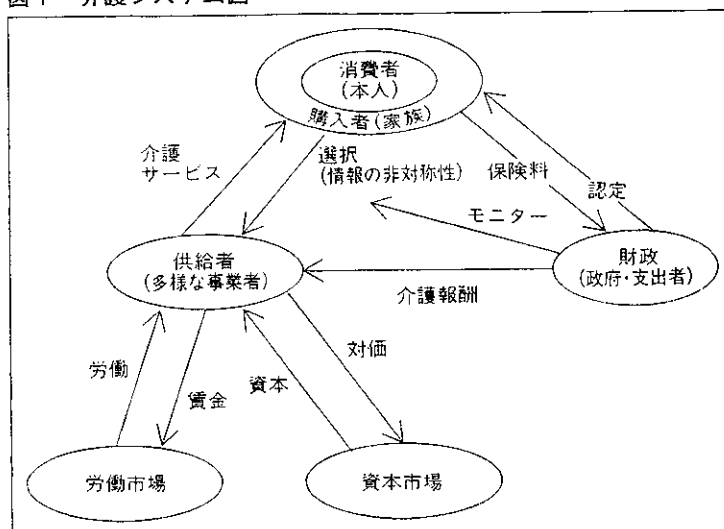 図1 介護システム図
消費者
(本人)
購入者(家族)
介護
サービス
選択
(情報の非対称性)
保険料
認定
モニター
供給者
(多様な事業者)
財政
(政府・支出者)
介護報酬
労働
賃金
資本
対価
労働市場
資本市場